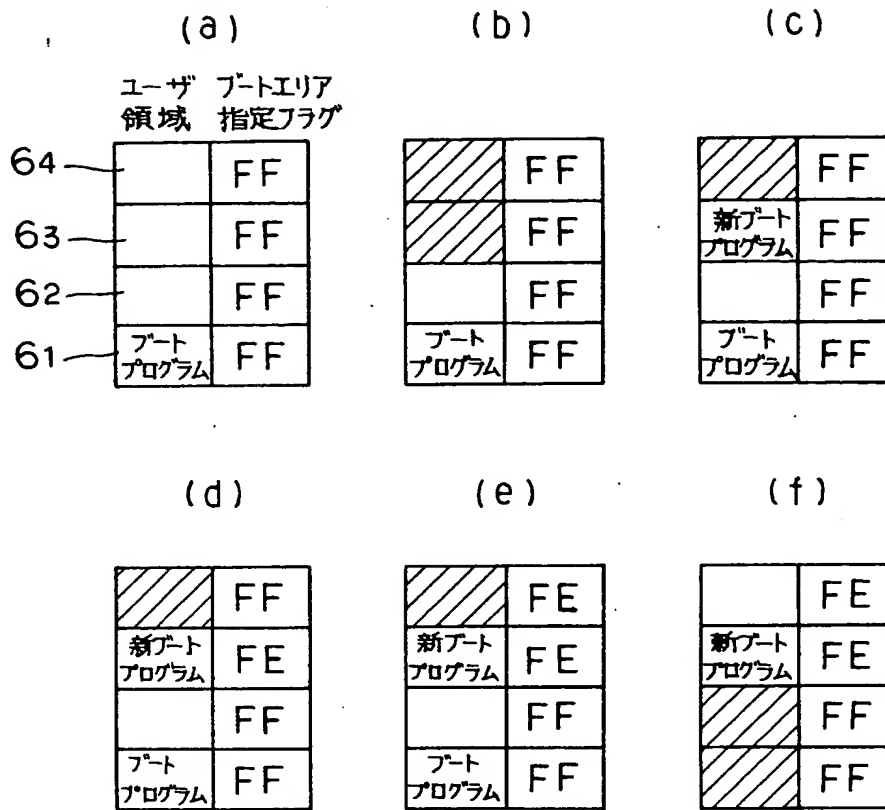 (a)
(b)
(c)
ユーザ ブートエリア
領域 指定フラグ
64
FF
63
FF
62
FF
61
ブート
プログラム
FF
FF
FF
FF
ブート
プログラム
FF
FF
新ブート
プログラム
FF
FF
ブート
プログラム
FF
(d)
(e)
(f)
FF
新ブート
プログラム
FE
FF
ブート
プログラム
FF
FE
新ブート
プログラム
FE
FF
ブート
プログラム
FF
FE
新ブート
プログラム
FE
FF
FF